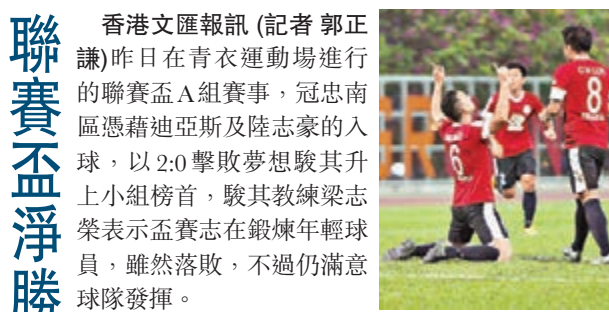 聯賽盃淨勝
香港文匯報訊 (記者 郭正
謙)昨日在青衣運動場進行
的聯賽盃A組賽事，冠忠南
區憑藉迪亞斯及陸志豪的入
球，以2:0擊敗夢想駿其升
上小組榜首，駿其教練梁志
榮表示盃賽志在鍛煉年輕球
員，雖然落敗，不過仍滿意
球隊發揮。
6
8